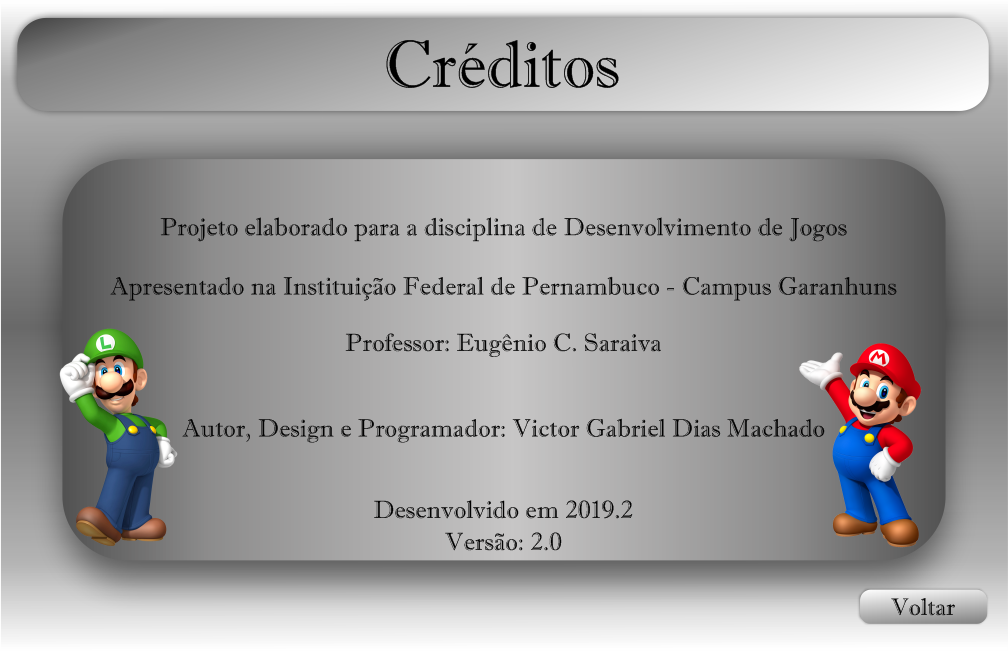 Créditos
Projeto elaborado para a disciplina de Desenvolvimento de Jogos
Apresentado na Instituição Federal de Pernambuco - Campus Garanhuns
Professor: Eugênio C. Saraiva
L
M
Autor, Design e Programador: Victor Gabriel Dias Machado
Desenvolvido em 2019.2
Versão: 2.0
Voltar